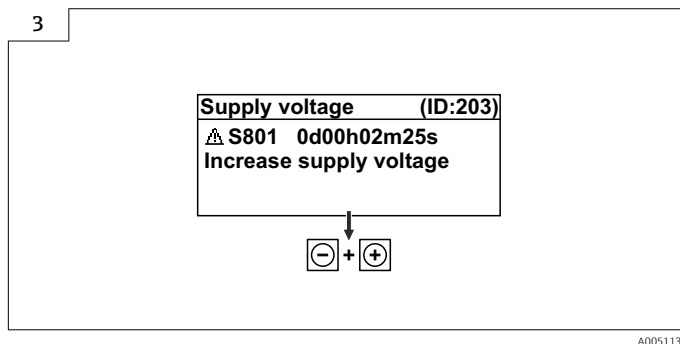 3
Supply voltage (ID:203)
⚠ S801 0d00h02m25s
Increase supply voltage
− + +
A005113